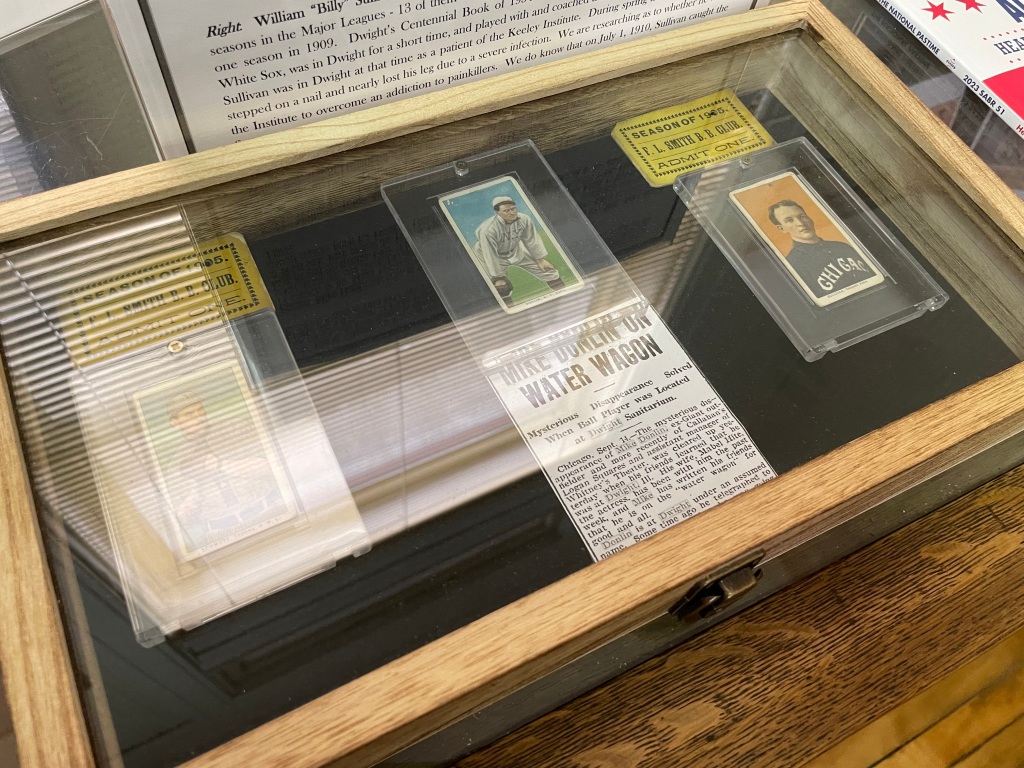 Right William "Billy" Sul
seasons in the Major Leagues - 13 of them
one season in 1909. Dwight's Centennial Book of 195
White Sox, was in Dwight for a short time, and played with and coached
Sullivan was in Dwight at that time as a patient of the Keeley Institute. During spring
stepped on a nail and nearly lost his leg due to a severe infection. We are researching as to whether he
the Institute to overcome an addiction to painkillers. We do know that on July 1, 1910, Sullivan caught the
THE NATIONAL PASTIME
2023 SABR 51
HEA
SEASON OF 1905.
F. L. SMITH B. B. CLUB.
ADMIT ONE
SEASON OF 1905.
F. L. SMITH B. B. CLUB.
ADMIT ONE
CHICAG
MIKE DONLIN ON
WATER WAGON
Mysterious Disappearance Solved
When Ball Player was Located
at Dwight Sanitarium.
Chicago, Sept. 14.—The mysterious dis-
appearance of Mike Donlin, ex-Giant out-
fielder and more recently of Callahan's
Logan Squares and assistant manager of
Whitney's theater, was cleared up yes-
terday when his friends learned that he
was at Dwight, Ill. His wife, Mabel Hite,
the actress, has been with him the past
week, and Mike has written his friends
that he is on the "water wagon" for
good and all.
Donlin is at Dwight under an assumed
name. Some time ago he telegraphed to